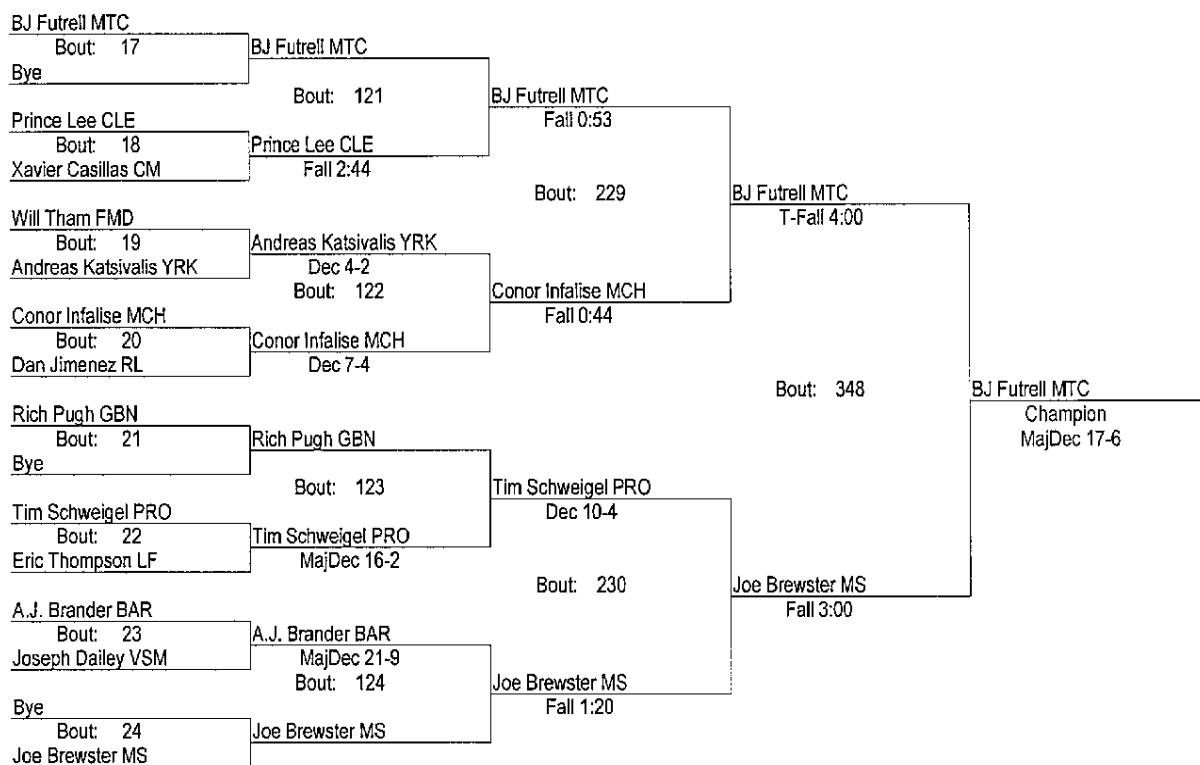 BJ Futrell MTC
Bout: 17
Bye
BJ Futrell MTC
Bout: 121
Prince Lee CLE
Bout: 18
Xavier Casillas CM
Prince Lee CLE
Fall 2:44
BJ Futrell MTC
Fall 0:53
Bout: 229
Will Tham FMD
Bout: 19
Andreas Katsivalis YRK
Andreas Katsivalis YRK
Dec 4-2
Bout: 122
Conor Infalise MCH
Bout: 20
Dan Jimenez RL
Conor Infalise MCH
Dec 7-4
Conor Infalise MCH
Fall 0:44
BJ Futrell MTC
T-Fall 4:00
Bout: 348
Rich Pugh GBN
Bout: 21
Bye
Rich Pugh GBN
Bout: 123
Tim Schweigel PRO
Bout: 22
Eric Thompson LF
Tim Schweigel PRO
MajDec 16-2
Tim Schweigel PRO
Dec 10-4
Bout: 230
A.J. Brander BAR
Bout: 23
Joseph Dailey VSM
A.J. Brander BAR
MajDec 21-9
Bout: 124
Bye
Bout: 24
Joe Brewster MS
Joe Brewster MS
Joe Brewster MS
Fall 1:20
Joe Brewster MS
Fall 3:00
BJ Futrell MTC
Champion
MajDec 17-6